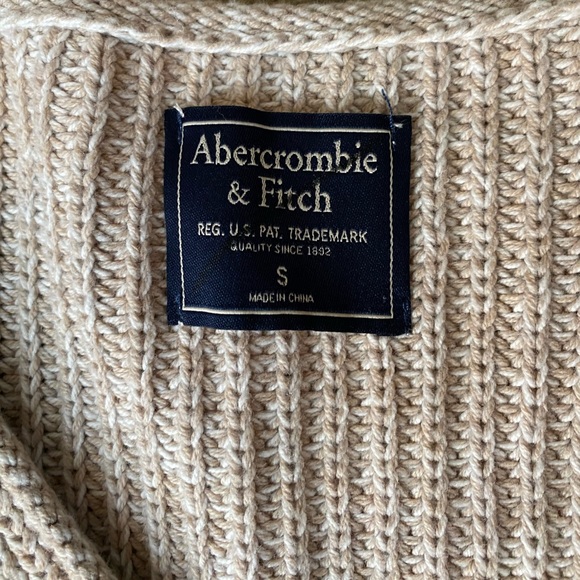 Abercrombie
& Fitch
REG. U.S. PAT. TRADEMARK
QUALITY SINCE 1892
S
MADE IN CHINA